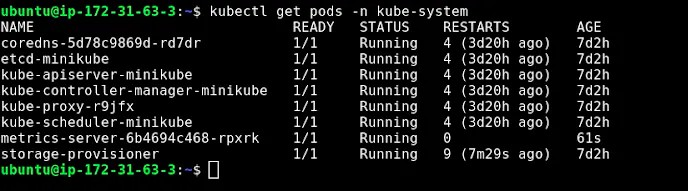 ubuntu@ip-172-31-63-3:~$ kubectl get pods -n kube-system
NAME READY STATUS RESTARTS AGE
coredns-5d78c9869d-rd7dr 1/1 Running 4 (3d20h ago) 7d2h
etcd-minikube 1/1 Running 4 (3d20h ago) 7d2h
kube-apiserver-minikube 1/1 Running 4 (3d20h ago) 7d2h
kube-controller-manager-minikube 1/1 Running 4 (3d20h ago) 7d2h
kube-proxy-r9jfx 1/1 Running 4 (3d20h ago) 7d2h
kube-scheduler-minikube 1/1 Running 4 (3d20h ago) 7d2h
metrics-server-6b4694c468-rpxrk 1/1 Running 0 61s
storage-provisioner 1/1 Running 9 (7m29s ago) 7d2h
ubuntu@ip-172-31-63-3:~$